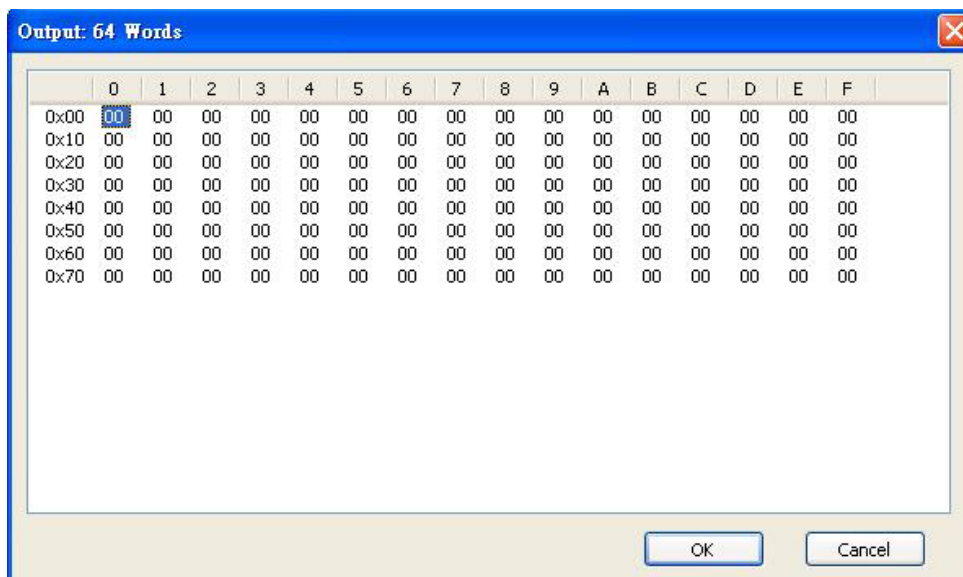 Output: 64 Words
0 1 2 3 4 5 6 7 8 9 A B C D E F
0x00 00 00 00 00 00 00 00 00 00 00 00 00 00 00 00 00
0x10 00 00 00 00 00 00 00 00 00 00 00 00 00 00 00 00
0x20 00 00 00 00 00 00 00 00 00 00 00 00 00 00 00 00
0x30 00 00 00 00 00 00 00 00 00 00 00 00 00 00 00 00
0x40 00 00 00 00 00 00 00 00 00 00 00 00 00 00 00 00
0x50 00 00 00 00 00 00 00 00 00 00 00 00 00 00 00 00
0x60 00 00 00 00 00 00 00 00 00 00 00 00 00 00 00 00
0x70 00 00 00 00 00 00 00 00 00 00 00 00 00 00 00 00
OK Cancel